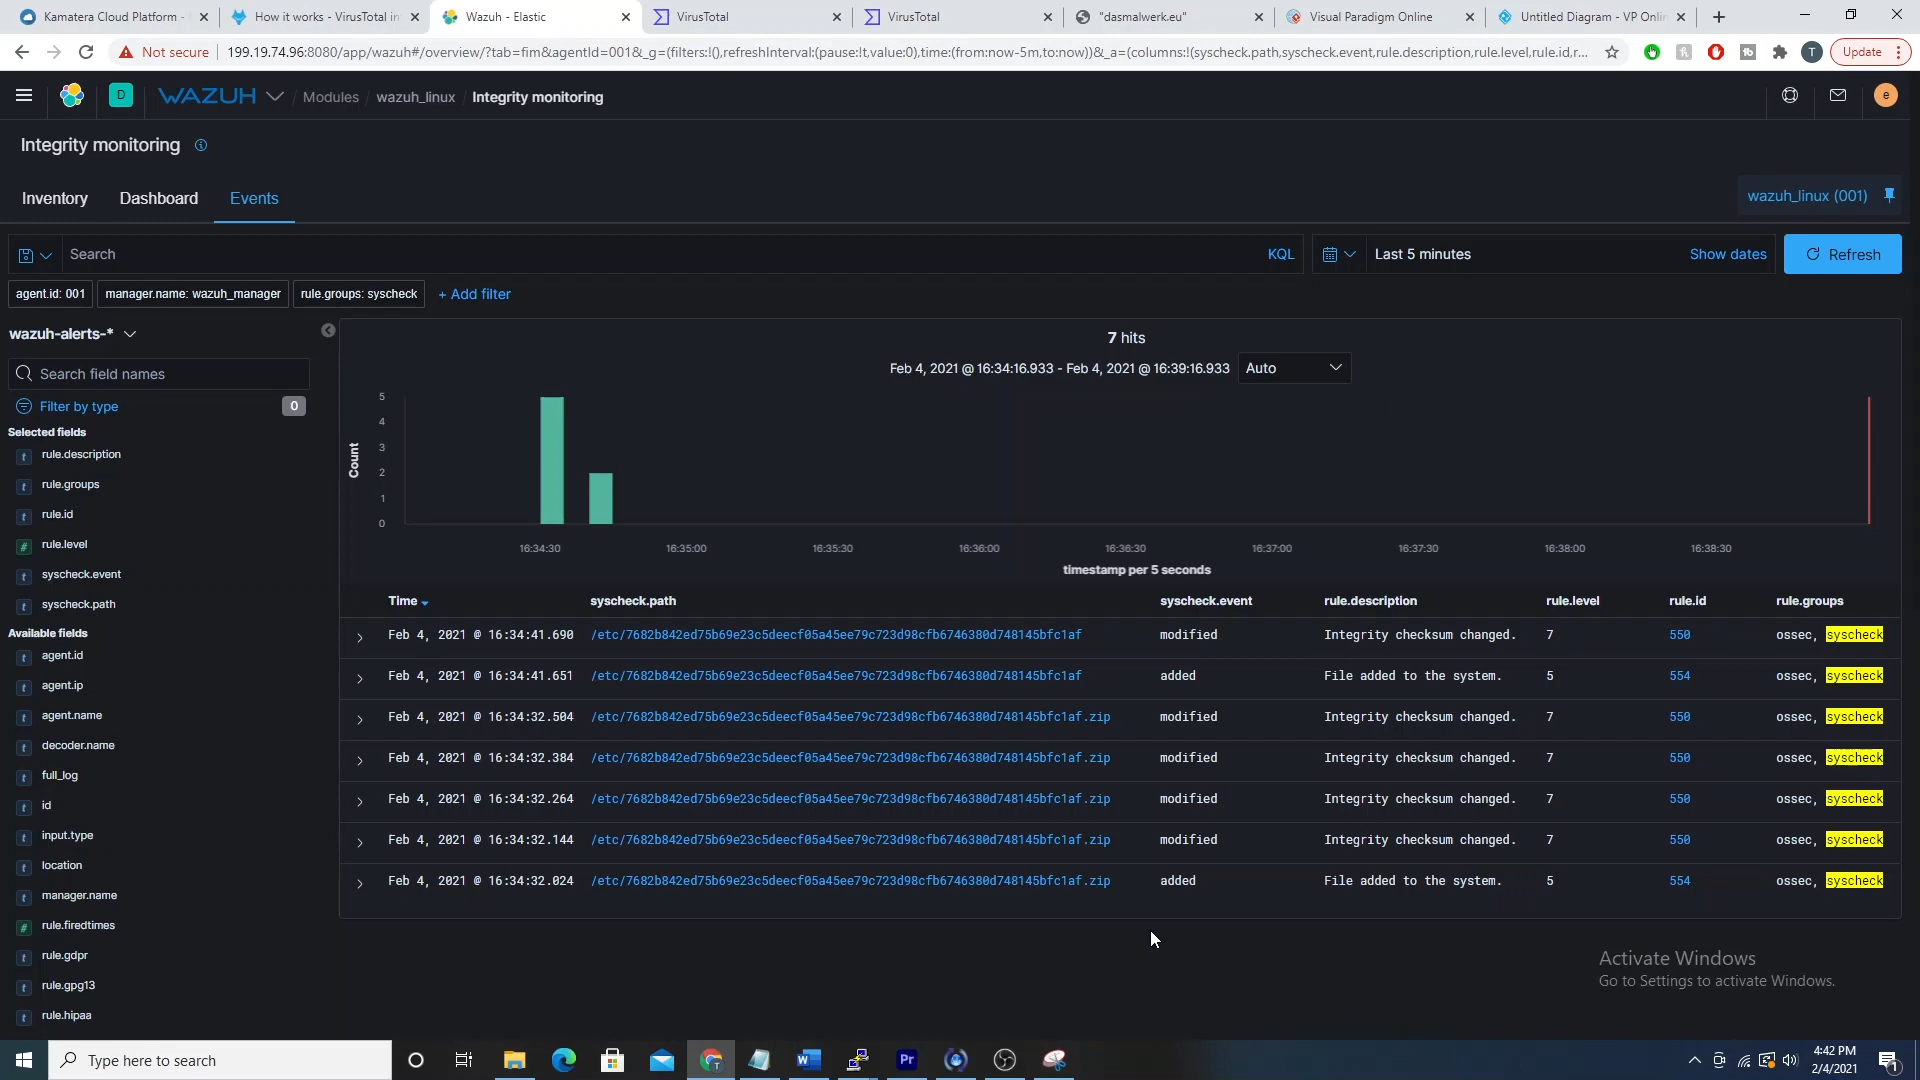 Kamatera Cloud Platform - How it works - VirusTotal in Wazuh - Elastic VirusTotal VirusTotal "dasmalwerk.eu" Visual Paradigm Online Untitled Diagram - VP Onlin
Not secure 199.19.74.96:8080/app/wazuh#/overview/?tab=fim&agentId=001&_g=(filters:!(),refreshInterval:(pause:!t,value:0),time:(from:now-5m,to:now))&_a=(columns:!(syscheck.path,syscheck.event,rule.description,rule.level,rule.id,r... T Update
D WAZUH / Modules / wazuh_linux / Integrity monitoring e
Integrity monitoring
Inventory Dashboard Events wazuh_linux (001)
Search KQL Last 5 minutes Show dates Refresh
agent.id: 001 manager.name: wazuh_manager rule.groups: syscheck + Add filter
wazuh-alerts-*
Search field names
Filter by type 0
Selected fields
t rule.description
t rule.groups
t rule.id
# rule.level
t syscheck.event
t syscheck.path
Available fields
t agent.id
t agent.ip
t agent.name
t decoder.name
t full_log
t id
t input.type
t location
t manager.name
# rule.firedtimes
t rule.gdpr
t rule.gpg13
t rule.hipaa
7 hits
Feb 4, 2021 @ 16:34:16.933 - Feb 4, 2021 @ 16:39:16.933 Auto
Count
5
4
3
2
1
0
16:34:30 16:35:00 16:35:30 16:36:00 16:36:30 16:37:00 16:37:30 16:38:00 16:38:30
timestamp per 5 seconds
Time syscheck.path syscheck.event rule.description rule.level rule.id rule.groups
Feb 4, 2021 @ 16:34:41.690 /etc/7682b842ed75b69e23c5deecf05a45ee79c723d98cfb6746380d748145bfc1af modified Integrity checksum changed. 7 550 ossec, syscheck
Feb 4, 2021 @ 16:34:41.651 /etc/7682b842ed75b69e23c5deecf05a45ee79c723d98cfb6746380d748145bfc1af added File added to the system. 5 554 ossec, syscheck
Feb 4, 2021 @ 16:34:32.504 /etc/7682b842ed75b69e23c5deecf05a45ee79c723d98cfb6746380d748145bfc1af.zip modified Integrity checksum changed. 7 550 ossec, syscheck
Feb 4, 2021 @ 16:34:32.384 /etc/7682b842ed75b69e23c5deecf05a45ee79c723d98cfb6746380d748145bfc1af.zip modified Integrity checksum changed. 7 550 ossec, syscheck
Feb 4, 2021 @ 16:34:32.264 /etc/7682b842ed75b69e23c5deecf05a45ee79c723d98cfb6746380d748145bfc1af.zip modified Integrity checksum changed. 7 550 ossec, syscheck
Feb 4, 2021 @ 16:34:32.144 /etc/7682b842ed75b69e23c5deecf05a45ee79c723d98cfb6746380d748145bfc1af.zip modified Integrity checksum changed. 7 550 ossec, syscheck
Feb 4, 2021 @ 16:34:32.024 /etc/7682b842ed75b69e23c5deecf05a45ee79c723d98cfb6746380d748145bfc1af.zip added File added to the system. 5 554 ossec, syscheck
Activate Windows
Go to Settings to activate Windows.
Type here to search Pr 4:42 PM
2/4/2021 1